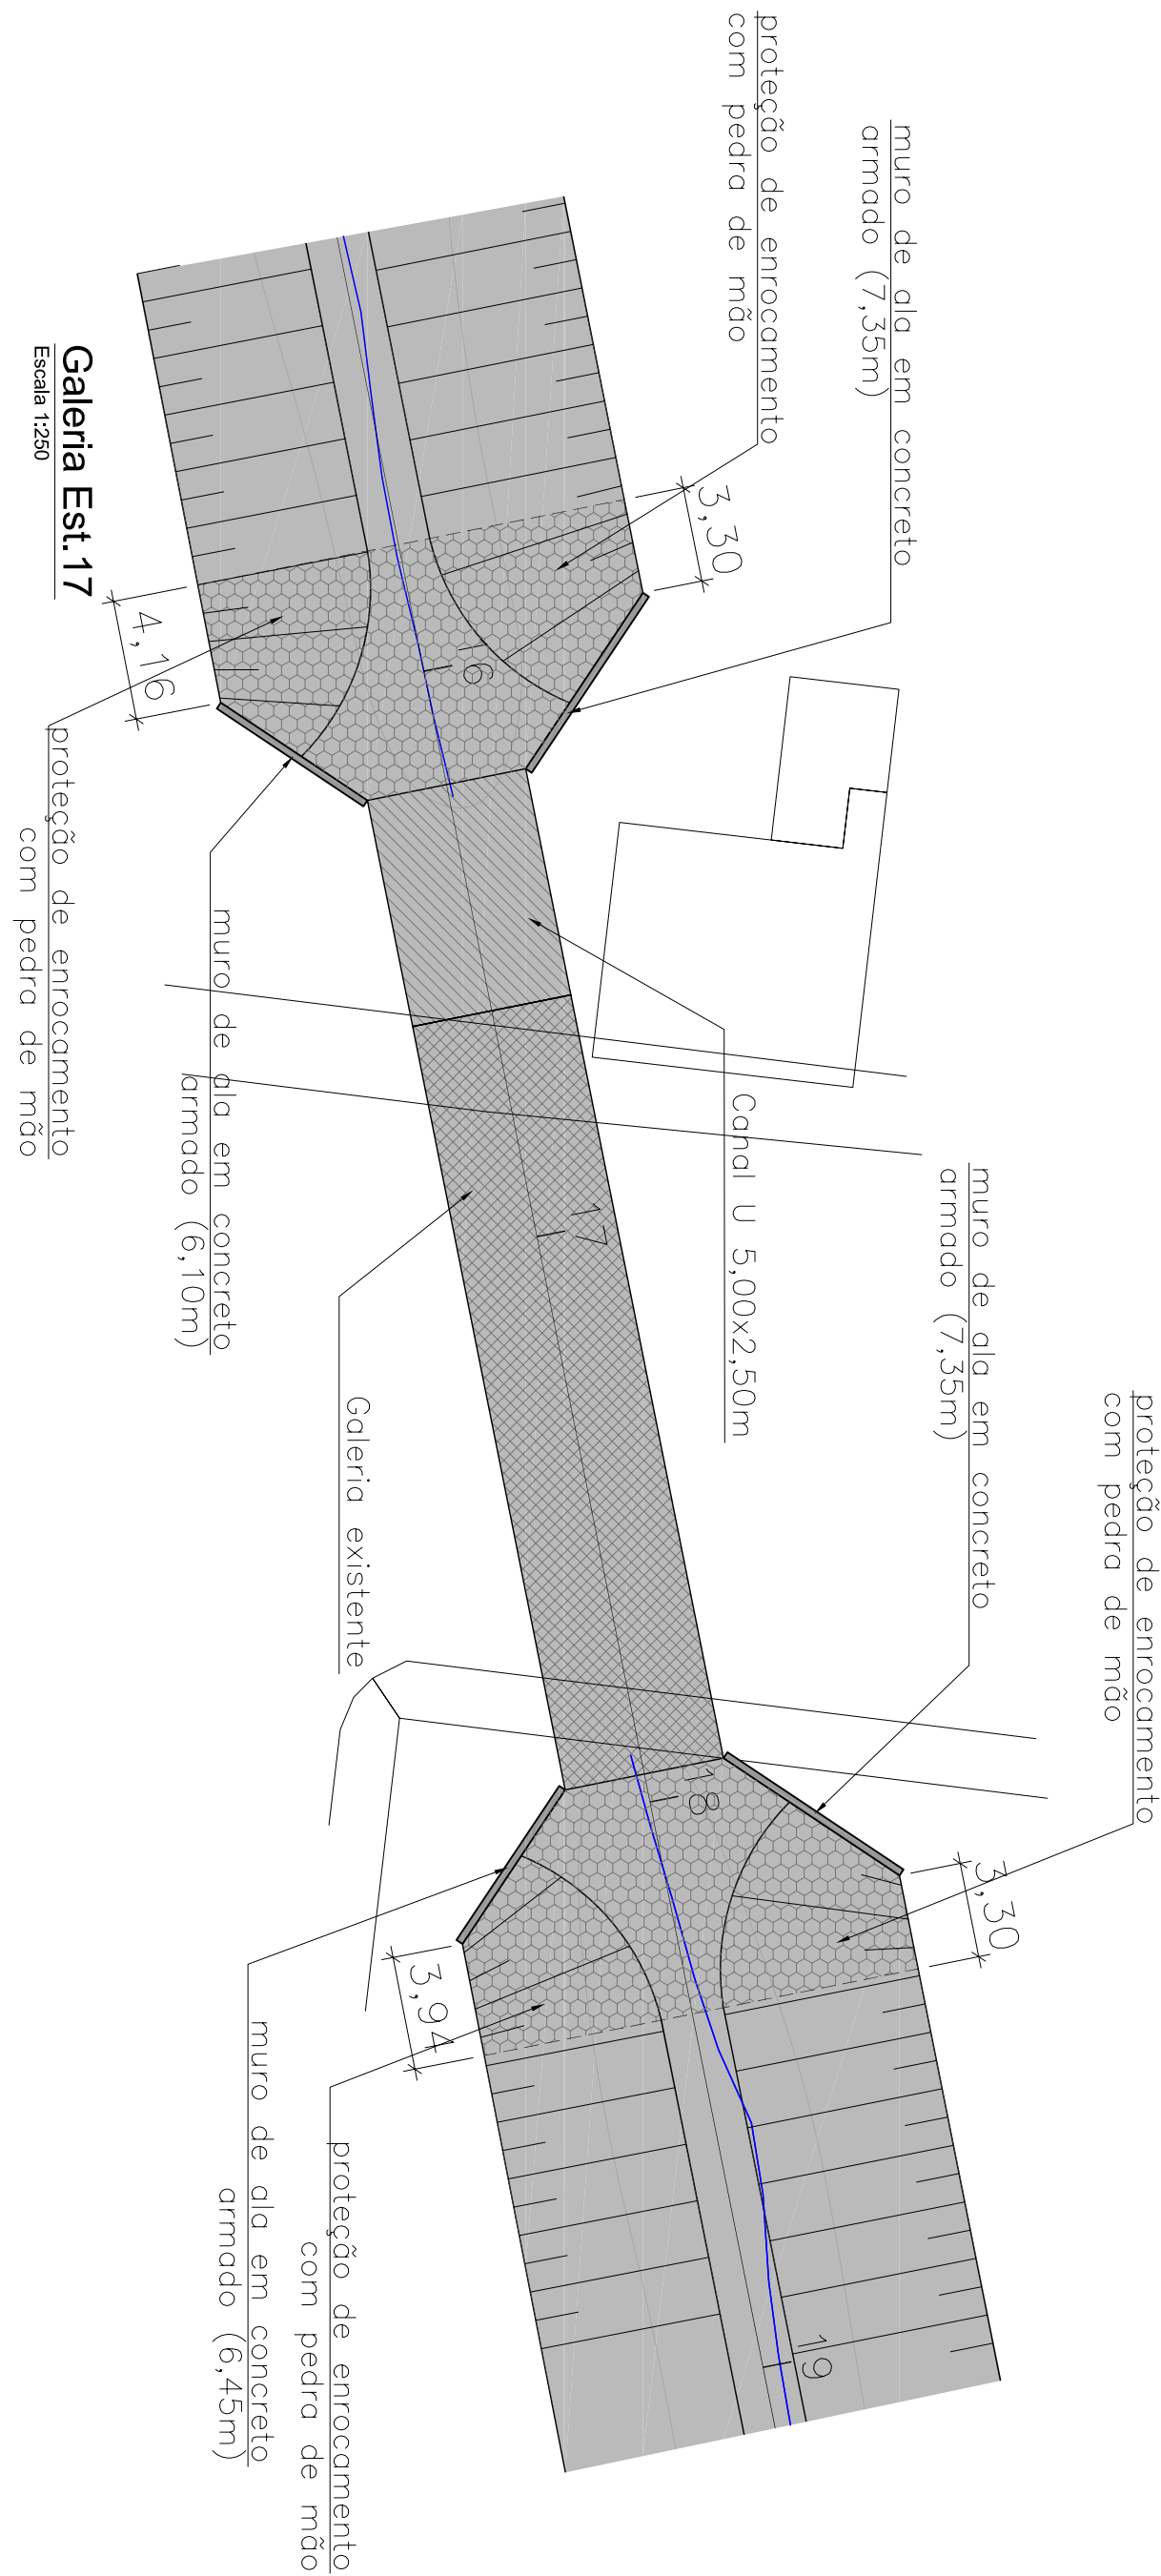 proteção de enrocamento
com pedra de mão
muro de ala em concreto
armado (7,35m)
3,30
16
Canal U 5,00x2,50m
17
muro de ala em concreto
armado (7,35m)
proteção de enrocamento
com pedra de mão
18
3,30
19
Galeria Est.17
Escala 1:250
4,16
proteção de enrocamento
com pedra de mão
muro de ala em concreto
armado (6,10m)
Galeria existente
3,94
muro de ala em concreto
armado (6,45m)
proteção de enrocamento
com pedra de mão